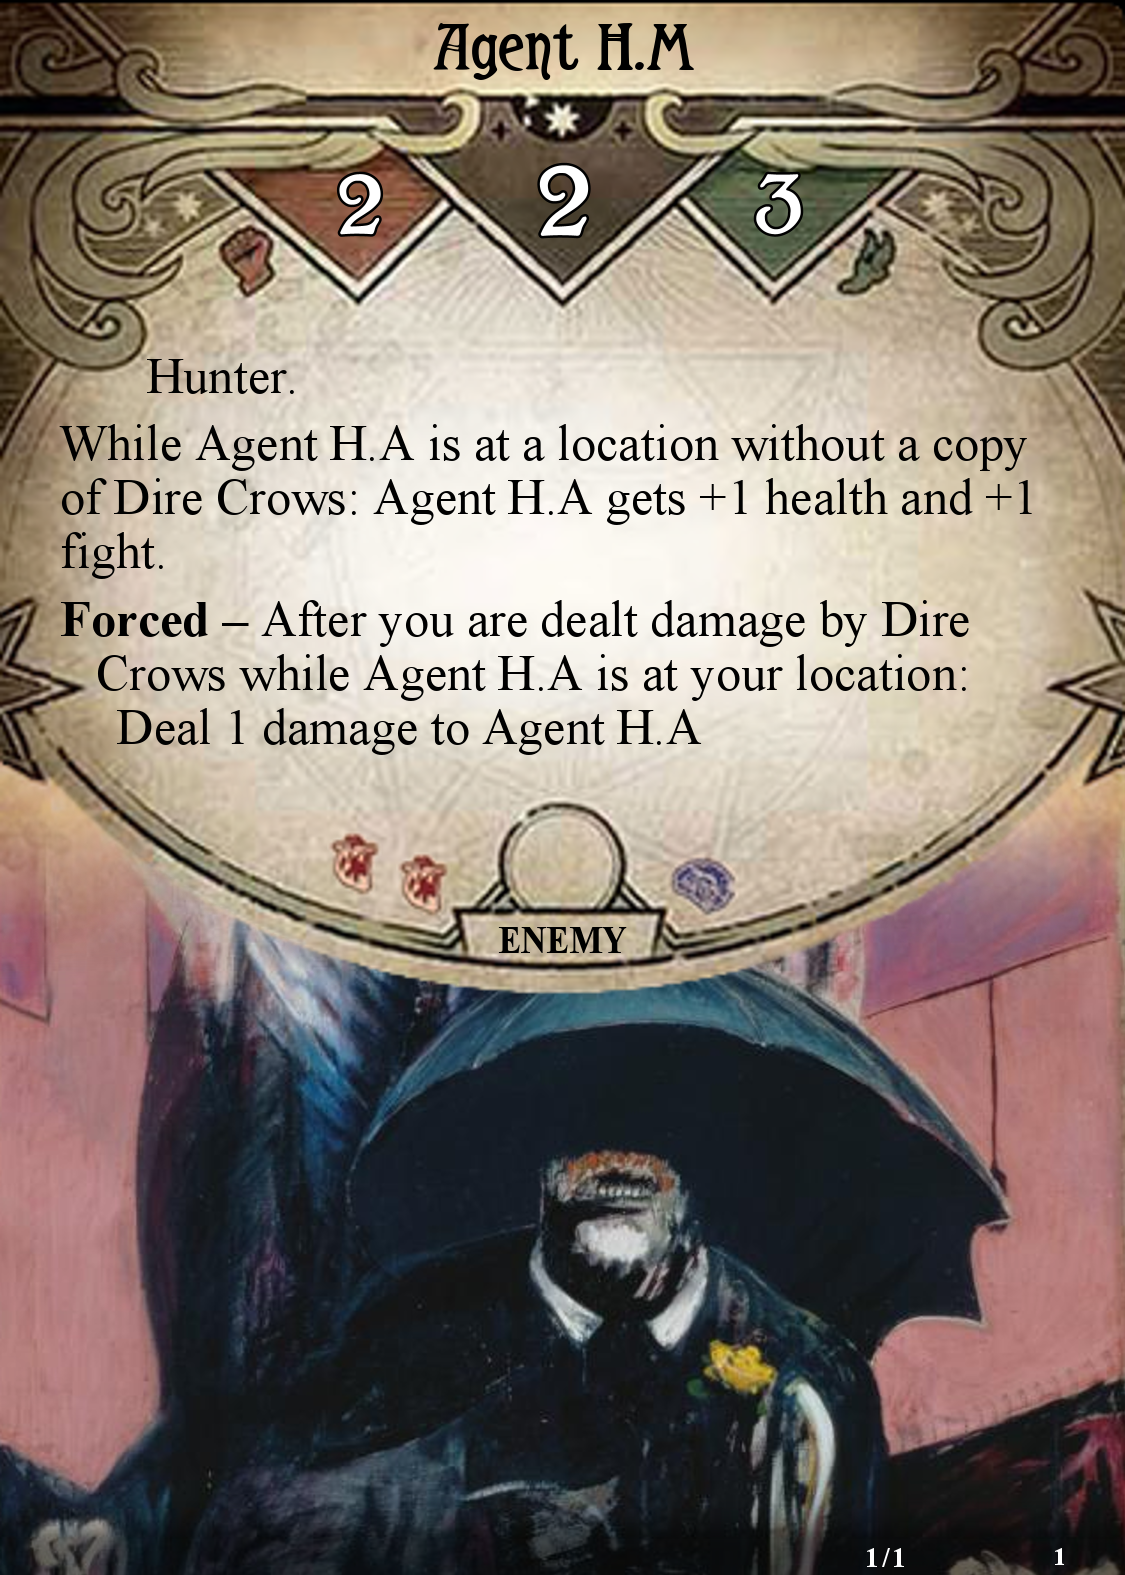 Agent H.M
2
2
3
Hunter.
While Agent H.A is at a location without a copy
of Dire Crows: Agent H.A gets +1 health and +1
fight.
Forced – After you are dealt damage by Dire
Crows while Agent H.A is at your location:
Deal 1 damage to Agent H.A
ENEMY
1/1
1